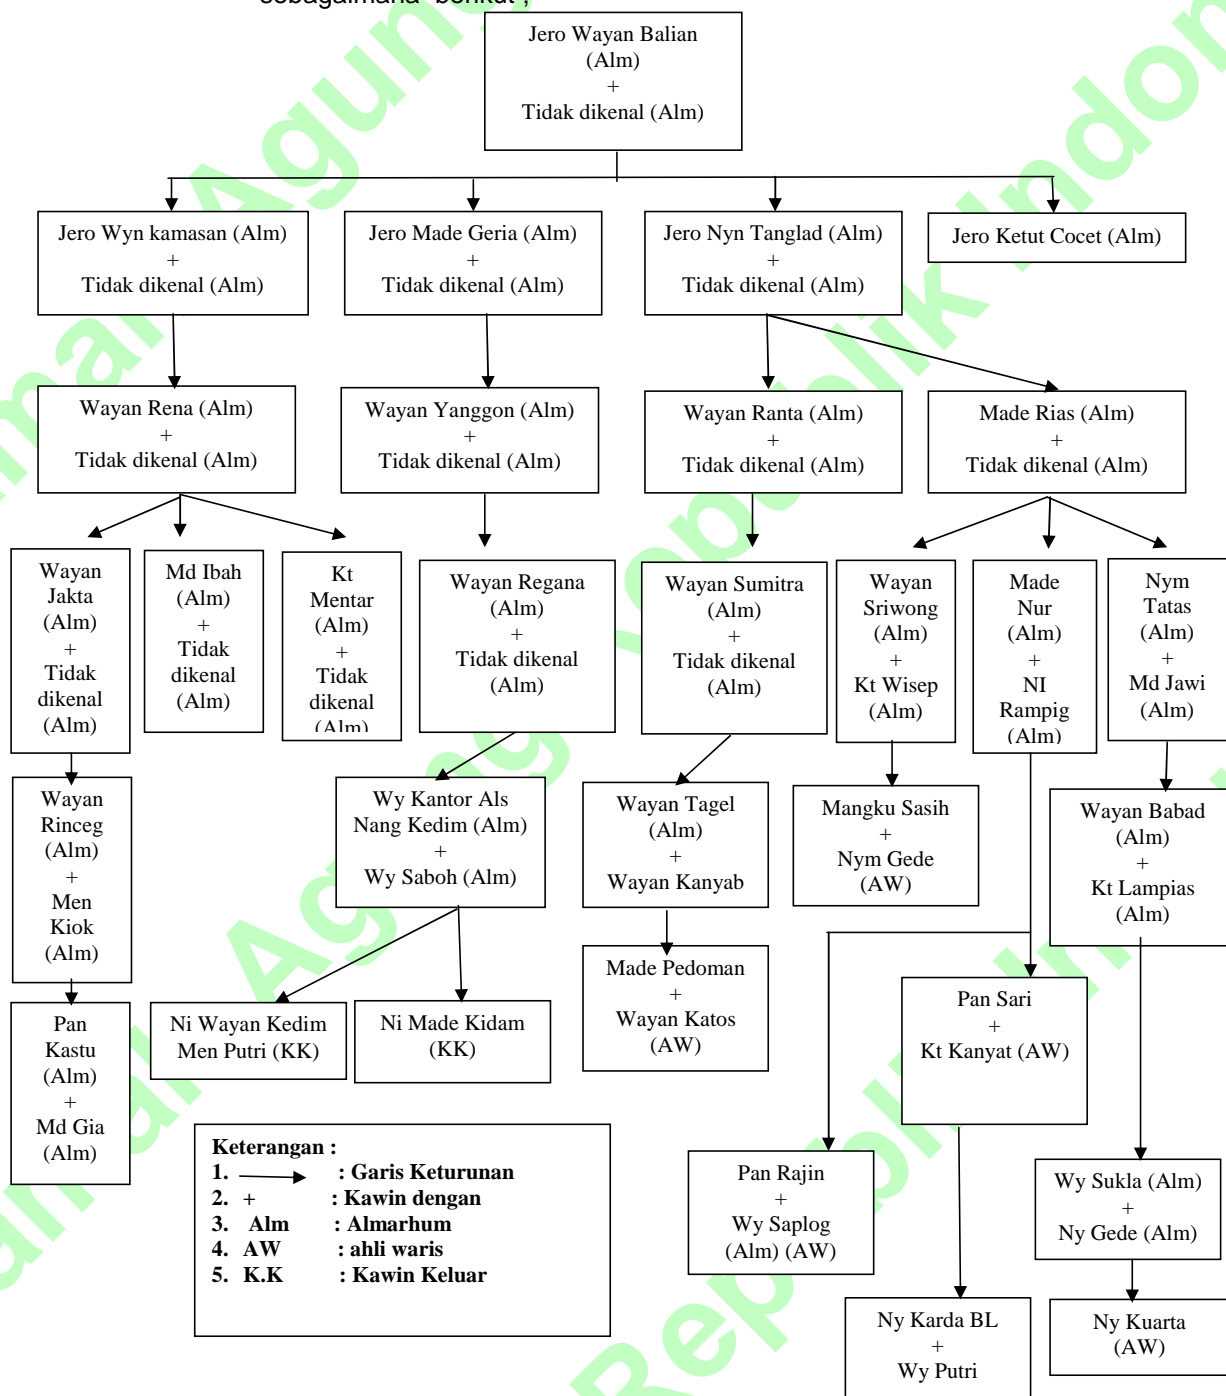 sebagaimana berikut ;
Jero Wayan Balian
(Alm)
+
Tidak dikenal (Alm)
Jero Wyn kamasan (Alm)
+
Tidak dikenal (Alm)
Jero Made Geria (Alm)
+
Tidak dikenal (Alm)
Jero Nyn Tanglad (Alm)
+
Tidak dikenal (Alm)
Jero Ketut Cocet (Alm)
Wayan Rena (Alm)
+
Tidak dikenal (Alm)
Wayan Yanggon (Alm)
+
Tidak dikenal (Alm)
Wayan Ranta (Alm)
+
Tidak dikenal (Alm)
Made Rias (Alm)
+
Tidak dikenal (Alm)
Wayan
Jakta
(Alm)
+
Tidak
dikenal
(Alm)
Md Ibah
(Alm)
+
Tidak
dikenal
(Alm)
Kt
Mentar
(Alm)
+
Tidak
dikenal
(Alm)
Wayan Regana
(Alm)
+
Tidak dikenal
(Alm)
Wayan Sumitra
(Alm)
+
Tidak dikenal
(Alm)
Wayan
Sriwong
(Alm)
+
Kt Wisep
(Alm)
Made
Nur
(Alm)
+
NI
Rampig
(Alm)
Nym
Tatas
(Alm)
+
Md Jawi
(Alm)
Wayan
Rinceg
(Alm)
+
Men
Kiok
(Alm)
Wy Kantor Als
Nang Kedim (Alm)
+
Wy Saboh (Alm)
Wayan Tagel
(Alm)
+
Wayan Kanyab
Mangku Sasih
+
Nym Gede
(AW)
Wayan Babad
(Alm)
+
Kt Lampias
(Alm)
Pan
Kastu
(Alm)
+
Md Gia
(Alm)
Ni Wayan Kedim
Men Putri (KK)
Ni Made Kidam
(KK)
Made Pedoman
+
Wayan Katos
(AW)
Pan Sari
+
Kt Kanyat (AW)
Keterangan :
1. : Garis Keturunan
2. + : Kawin dengan
3. Alm : Almarhum
4. AW : ahli waris
5. K.K : Kawin Keluar
Pan Rajin
+
Wy Saplog
(Alm) (AW)
Wy Sukla (Alm)
+
Ny Gede (Alm)
Ny Karda BL
+
Wy Putri
Ny Kuarta
(AW)